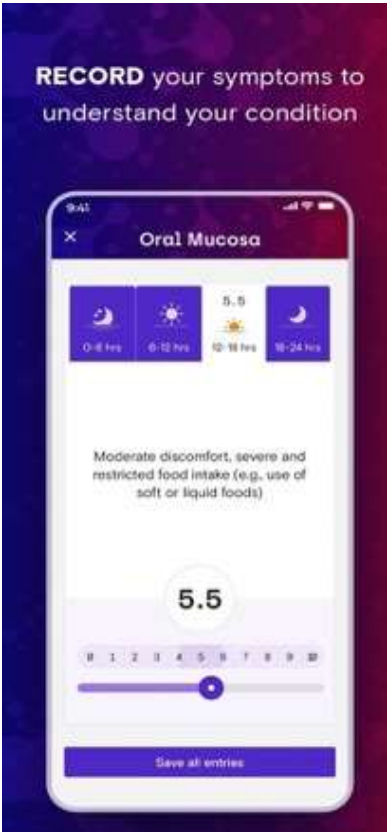 RECORD your symptoms to
understand your condition
9:41
× Oral Mucosa
5.5
0-6 hrs 6-12 hrs 12-18 hrs 18-24 hrs
Moderate discomfort, severe and
restricted food intake (e.g., use of
soft or liquid foods)
5.5
0 1 2 3 4 5 6 7 8 9 10
Save all entries